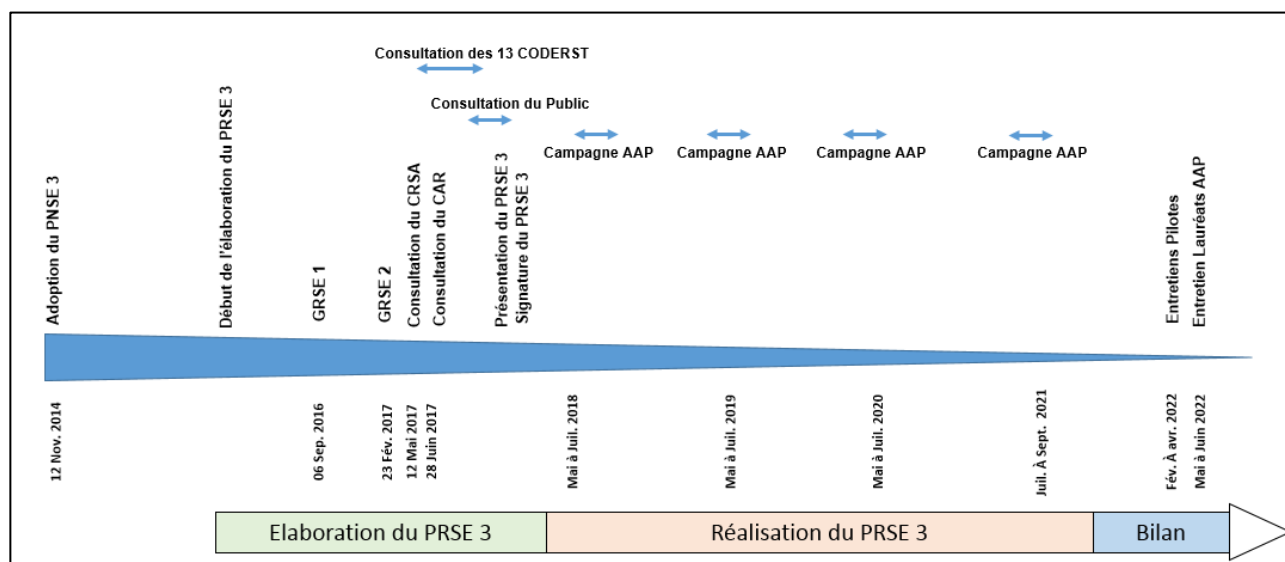 Consultation des 13 CODERST
Consultation du Public
Campagne AAP
Campagne AAP
Campagne AAP
Campagne AAP
Adoption du PNSE 3
Début de l'élaboration du PRSE 3
GRSE 1
GRSE 2
Consultation du CRSA
Consultation du CAR
Présentation du PRSE 3
Signature du PRSE 3
Entretiens Pilotes
Entretien Lauréats AAP
12 Nov. 2014
06 Sep. 2016
23 Fév. 2017
12 Mai 2017
28 Juin 2017
Mai à Juil. 2018
Mai à Juil. 2019
Mai à Juil. 2020
Juil. À Sept. 2021
Fév. À avr. 2022
Mai à Juin 2022
Elaboration du PRSE 3
Réalisation du PRSE 3
Bilan